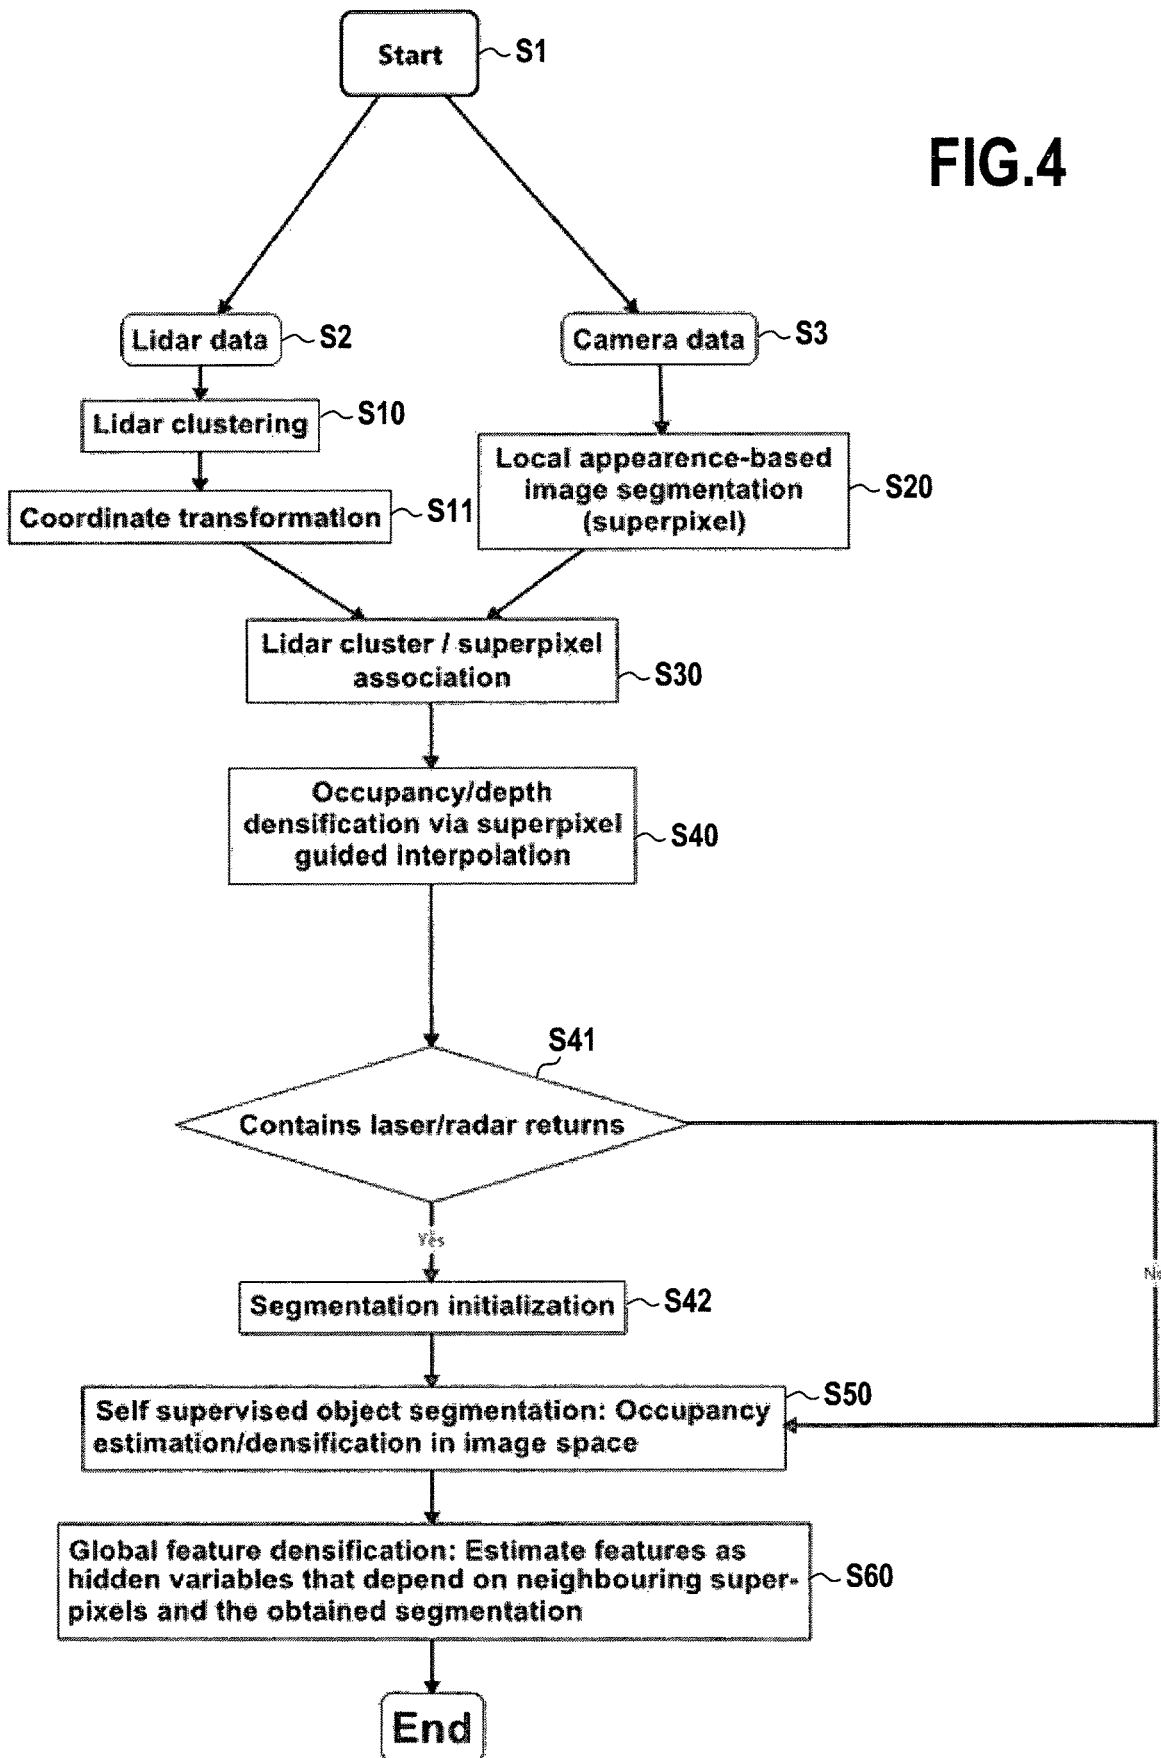 Start
S1
FIG.4
Lidar data
S2
Camera data
S3
Lidar clustering
S10
Local appearence-based
image segmentation
(superpixel)
S20
Coordinate transformation
S11
Lidar cluster / superpixel
association
S30
Occupancy/depth
densification via superpixel
guided interpolation
S40
S41
Contains laser/radar returns
Yes
No
Segmentation initialization
S42
Self supervised object segmentation: Occupancy
estimation/densification in image space
S50
Global feature densification: Estimate features as
hidden variables that depend on neighbouring super-
pixels and the obtained segmentation
S60
End